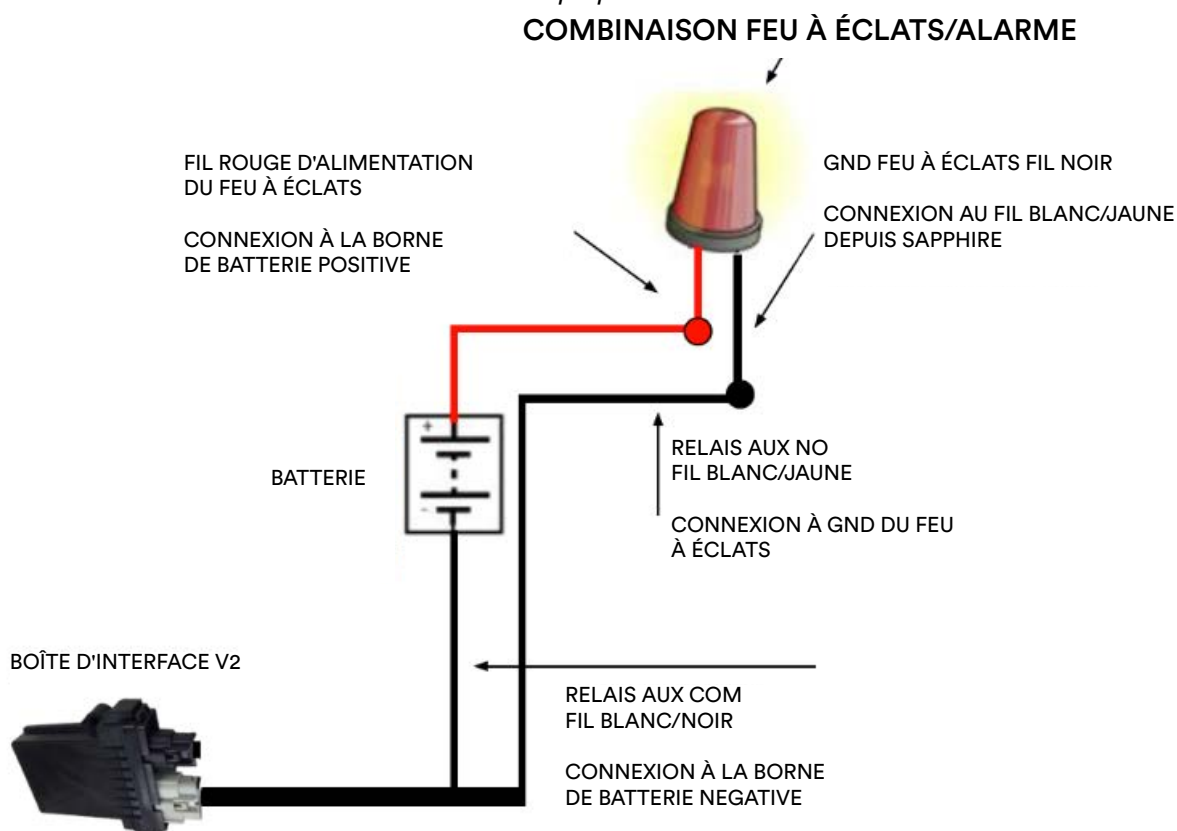 COMBINAISON FEU À ÉCLATS/ALARME
FIL ROUGE D'ALIMENTATION
DU FEU À ÉCLATS
CONNEXION À LA BORNE
DE BATTERIE POSITIVE
GND FEU À ÉCLATS FIL NOIR
CONNEXION AU FIL BLANC/JAUNE
DEPUIS SAPPHIRE
+
-
BATTERIE
RELAIS AUX NO
FIL BLANC/JAUNE
CONNEXION À GND DU FEU
À ÉCLATS
BOÎTE D'INTERFACE V2
RELAIS AUX COM
FIL BLANC/NOIR
CONNEXION À LA BORNE
DE BATTERIE NEGATIVE